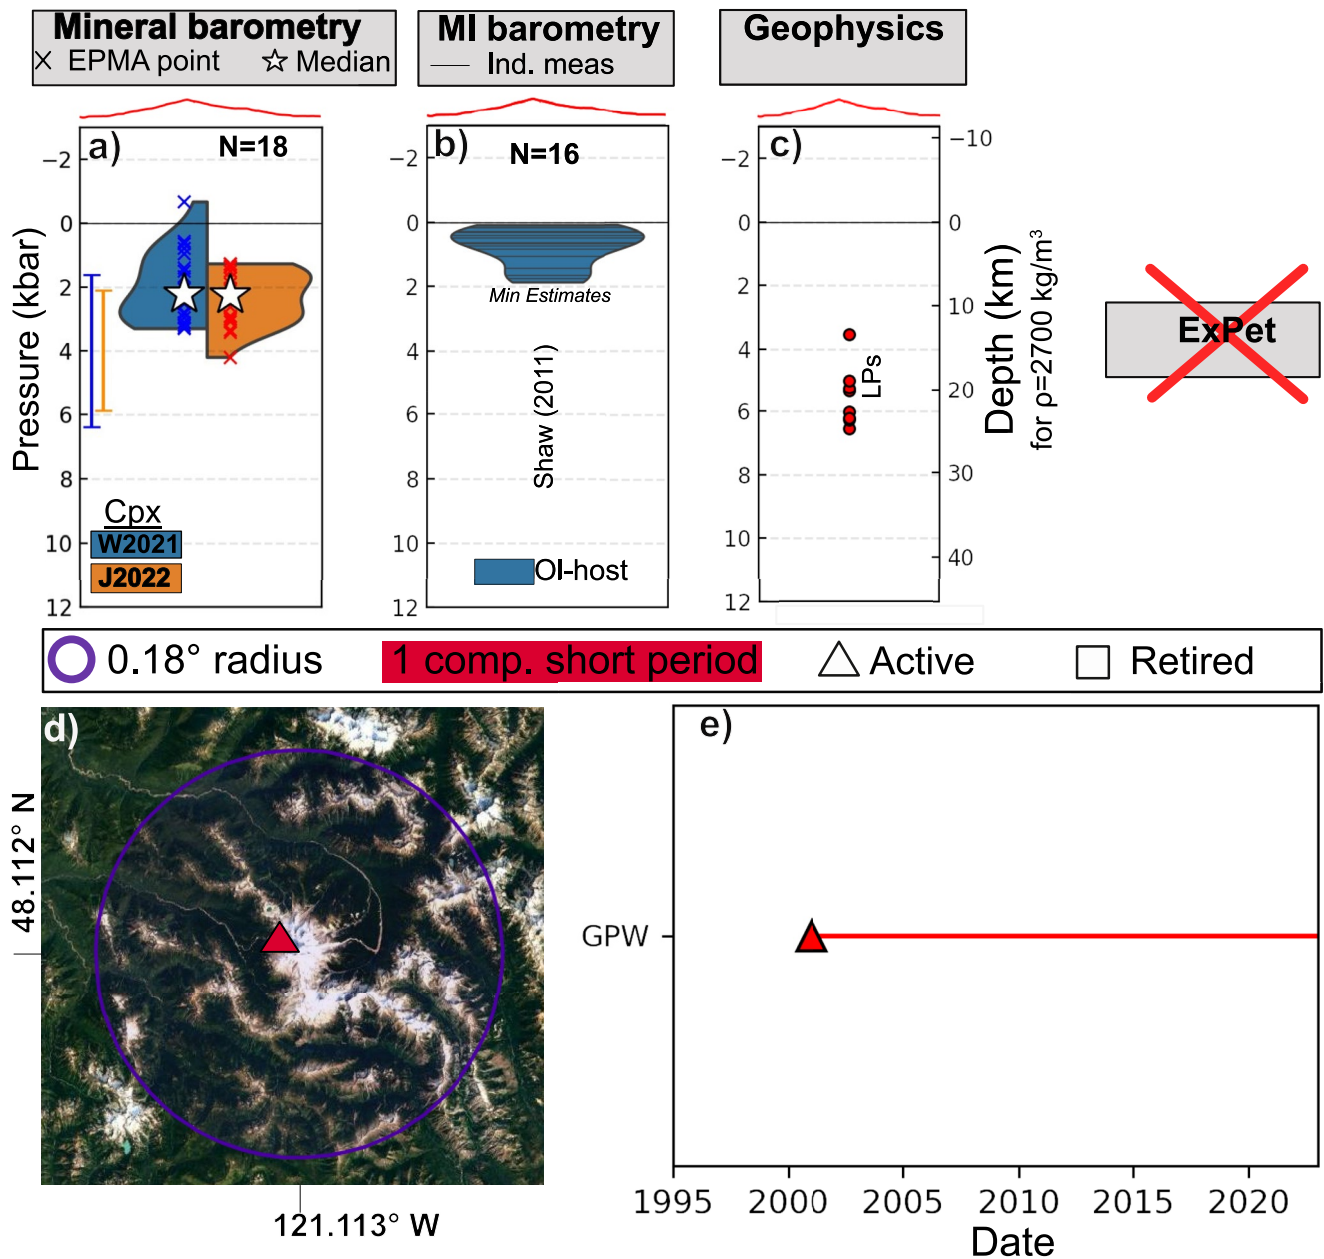 Mineral barometry
× EPMA point ☆ Median
MI barometry
— Ind. meas
Geophysics
a)
N=18
b)
N=16
c)
−2
0
2
4
6
8
10
12
Pressure (kbar)
Cpx
W2021
J2022
−2
0
2
4
6
8
10
12
Min Estimates
Shaw (2011)
Ol-host
−2
0
2
4
6
8
10
12
LPs
−10
0
10
20
30
40
Depth (km)
for ρ=2700 kg/m³
ExPet
0.18° radius
1 comp. short period
Active
Retired
d)
48.112° N
121.113° W
e)
GPW
1995 2000 2005 2010 2015 2020
Date